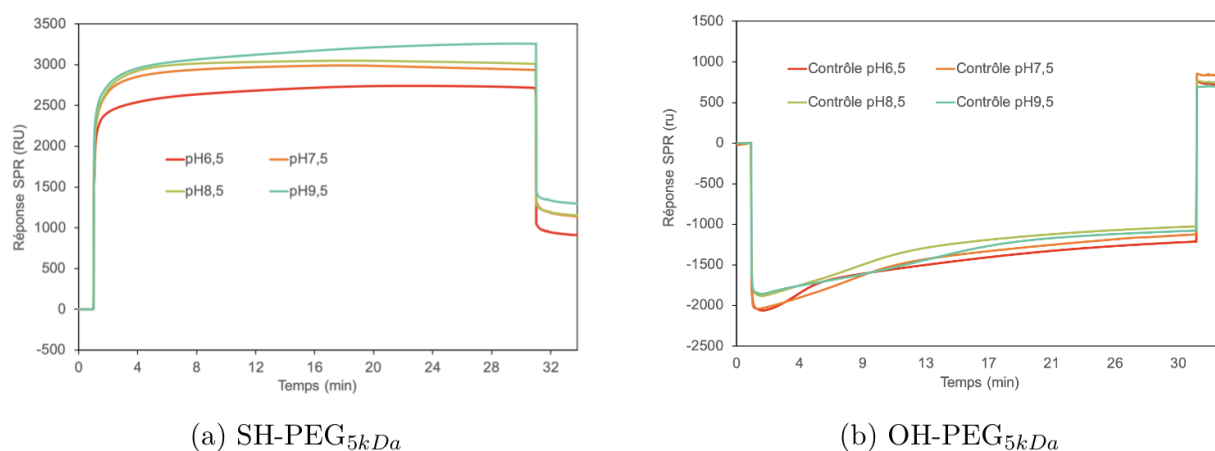 3500
3000
2500
2000
1500
1000
500
0
-500
Réponse SPR (RU)
pH6,5
pH7,5
pH8,5
pH9,5
0
4
8
12
16
20
24
28
32
Temps (min)
(a) SH-PEG5kDa
1500
1000
500
0
-500
-1000
-1500
-2000
-2500
Réponse SPR (ru)
Contrôle pH6,5
Contrôle pH7,5
Contrôle pH8,5
Contrôle pH9,5
0
4
8
13
17
21
26
30
Temps (min)
(b) OH-PEG5kDa